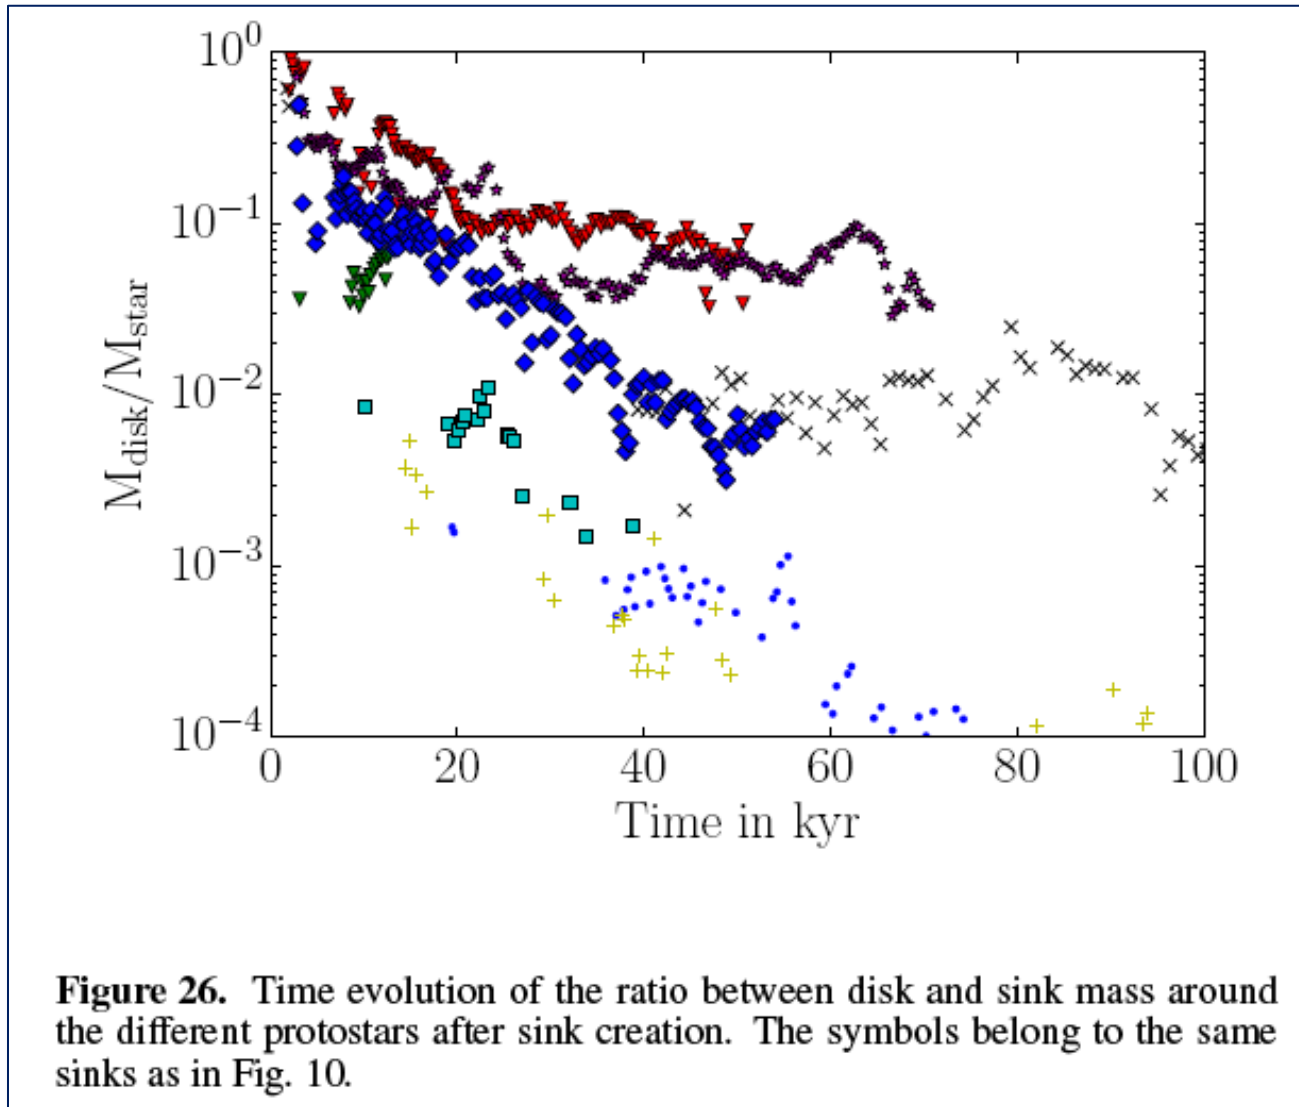 10^0
10^-1
10^-2
10^-3
10^-4
M_disk/M_star
0 20 40 60 80 100
Time in kyr
Figure 26. Time evolution of the ratio between disk and sink mass around
the different protostars after sink creation. The symbols belong to the same
sinks as in Fig. 10.